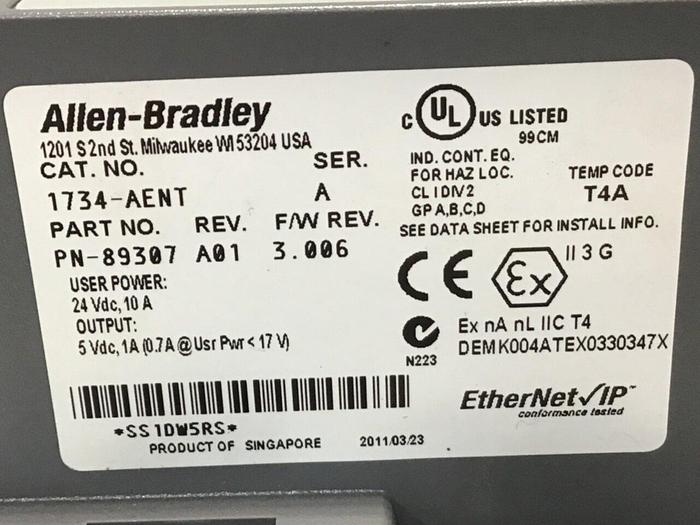 Allen-Bradley
1201 S 2nd St. Milwaukee WI 53204 USA
CAT. NO. SER.
1734-AENT A
PART NO. REV. F/W REV.
PN-89307 A01 3.006
USER POWER:
24 Vdc, 10 A
OUTPUT:
5 Vdc, 1A (0.7A @ Usr Pwr < 17 V)
*SS1DW5RS*
PRODUCT OF SINGAPORE 2011/03/23
C UL US LISTED
99CM
IND. CONT. EQ.
FOR HAZ LOC. TEMP CODE
CL I DIV 2 T4A
GP A,B,C,D
SEE DATA SHEET FOR INSTALL INFO.
CE Ex II 3 G
N223
Ex nA nL IIC T4
DEMK004ATEX0330347X
EtherNet/IP™
conformance tested